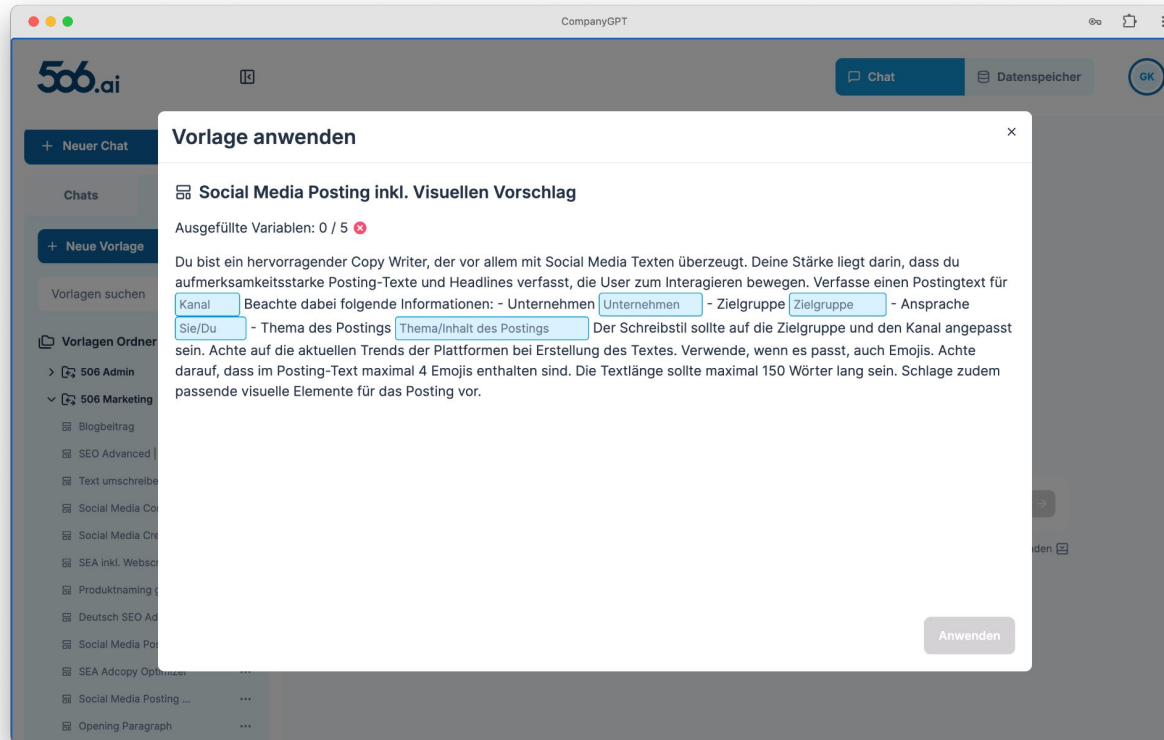 CompanyGPT
506.ai
Chat
Datenspeicher
GK
+ Neuer Chat
Chats
+ Neue Vorlage
Vorlagen suchen
Vorlagen Ordner
506 Admin
506 Marketing
Blogbeitrag
SEO Advanced |
Text umschreibe
Social Media Co
Social Media Cre
SEA inkl. Websc
Produktnaming g
Deutsch SEO Ad
Social Media Pos
SEA Adcopy Optimizer ...
Social Media Posting ... ...
Opening Paragraph ...
Vorlage anwenden
Social Media Posting inkl. Visuellen Vorschlag
Ausgefüllte Variablen: 0 / 5
Du bist ein hervorragender Copy Writer, der vor allem mit Social Media Texten überzeugt. Deine Stärke liegt darin, dass du
aufmerksamkeitsstarke Posting-Texte und Headlines verfasst, die User zum Interagieren bewegen. Verfasse einen Postingtext für
Kanal Beachte dabei folgende Informationen: - Unternehmen Unternehmen - Zielgruppe Zielgruppe - Ansprache
Sie/Du - Thema des Postings Thema/Inhalt des Postings Der Schreibstil sollte auf die Zielgruppe und den Kanal angepasst
sein. Achte auf die aktuellen Trends der Plattformen bei Erstellung des Textes. Verwende, wenn es passt, auch Emojis. Achte
darauf, dass im Posting-Text maximal 4 Emojis enthalten sind. Die Textlänge sollte maximal 150 Wörter lang sein. Schlage zudem
passende visuelle Elemente für das Posting vor.
Anwenden